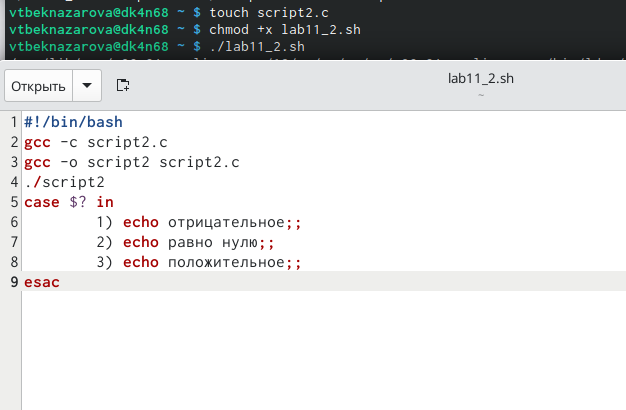 vtbeknazarova@dk4n68 ~ $ touch script2.c
vtbeknazarova@dk4n68 ~ $ chmod +x lab11_2.sh
vtbeknazarova@dk4n68 ~ $ ./lab11_2.sh
Открыть
lab11_2.sh
~
1 #!/bin/bash
2 gcc -c script2.c
3 gcc -o script2 script2.c
4 ./script2
5 case $? in
6 1) echo отрицательное;;
7 2) echo равно нулю;;
8 3) echo положительное;;
9 esac